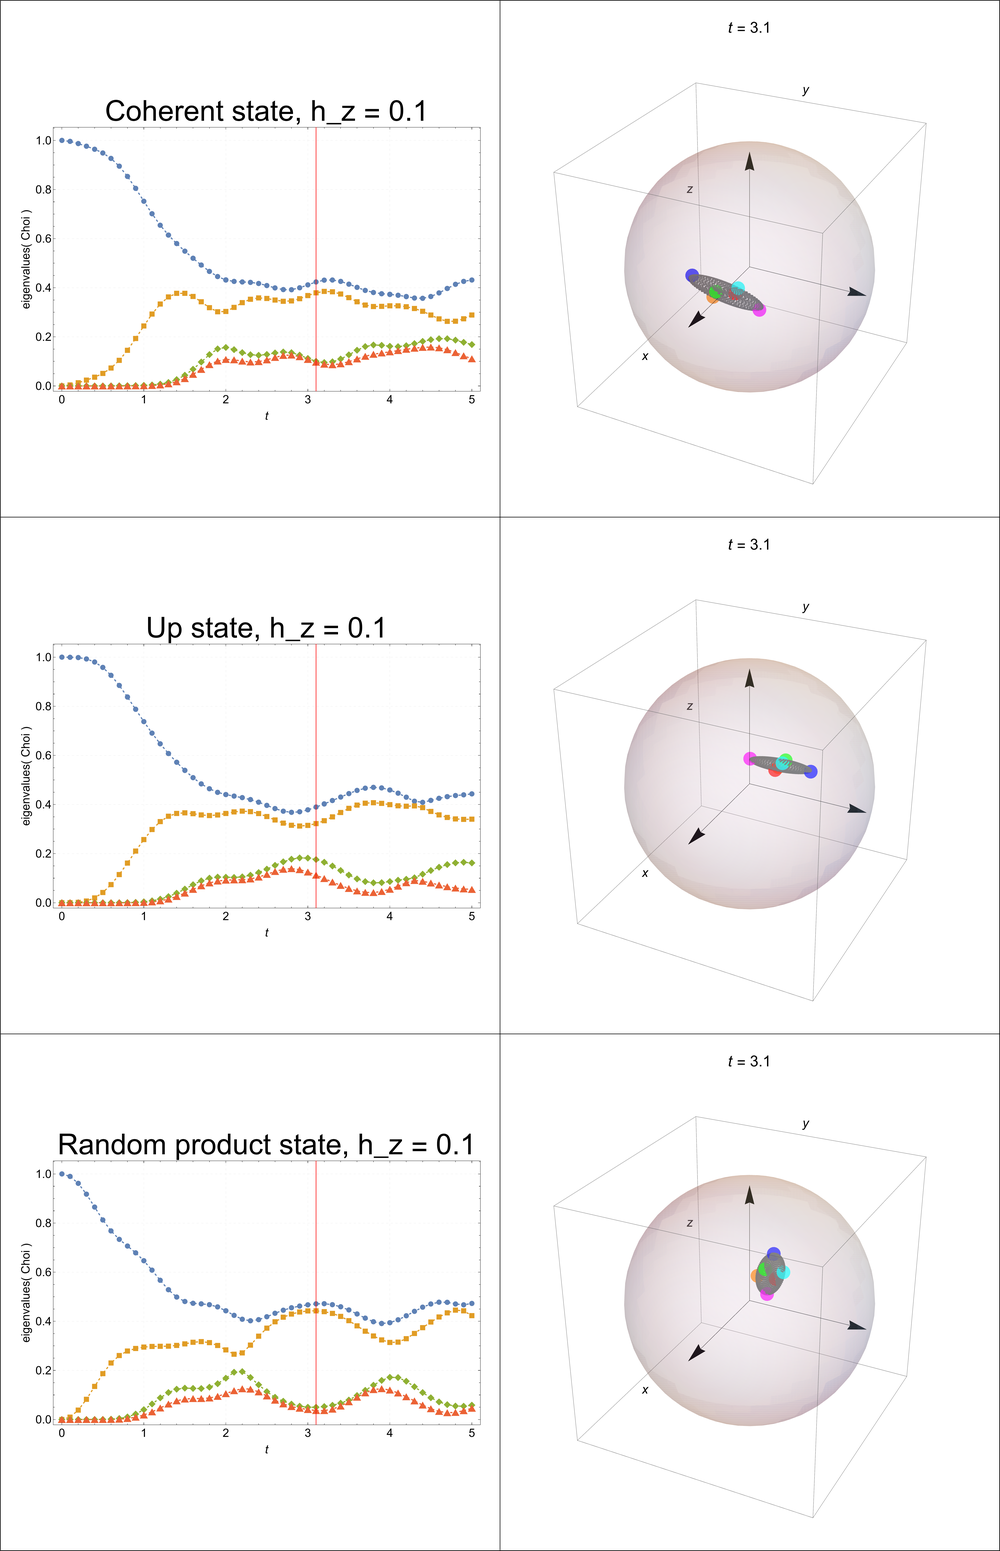 Coherent state, h_z = 0.1
eigenvalues( Choi )
1.0
0.8
0.6
0.4
0.2
0.0
0 1 2 3 4 5
t
t = 3.1
y
z
x
Up state, h_z = 0.1
eigenvalues( Choi )
1.0
0.8
0.6
0.4
0.2
0.0
0 1 2 3 4 5
t
t = 3.1
y
z
x
Random product state, h_z = 0.1
eigenvalues( Choi )
1.0
0.8
0.6
0.4
0.2
0.0
0 1 2 3 4 5
t
t = 3.1
y
z
x